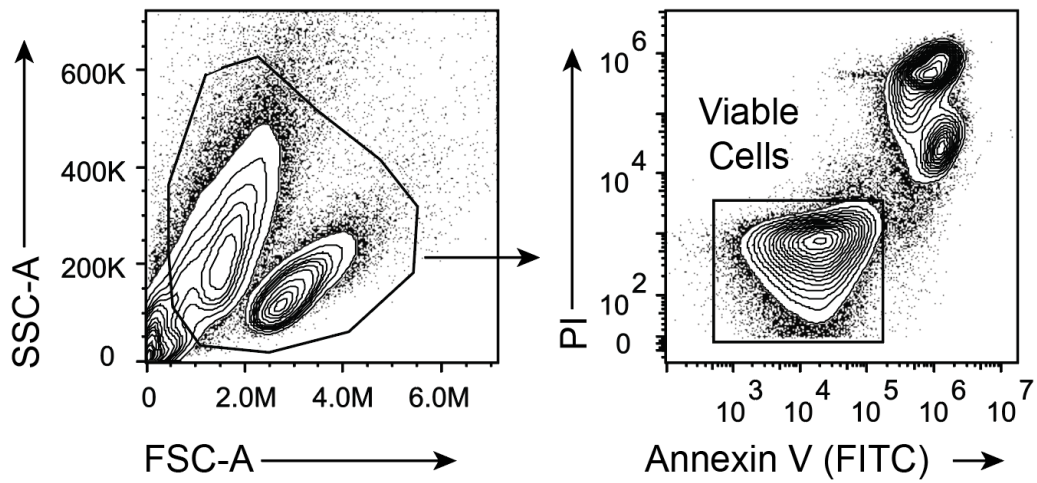 SSC-A
600K
400K
200K
0
0
2.0M
4.0M
6.0M
FSC-A
PI
10 6
10 4
10 2
0
Viable
Cells
10 3
10 4
10 5
10 6
10 7
Annexin V (FITC)